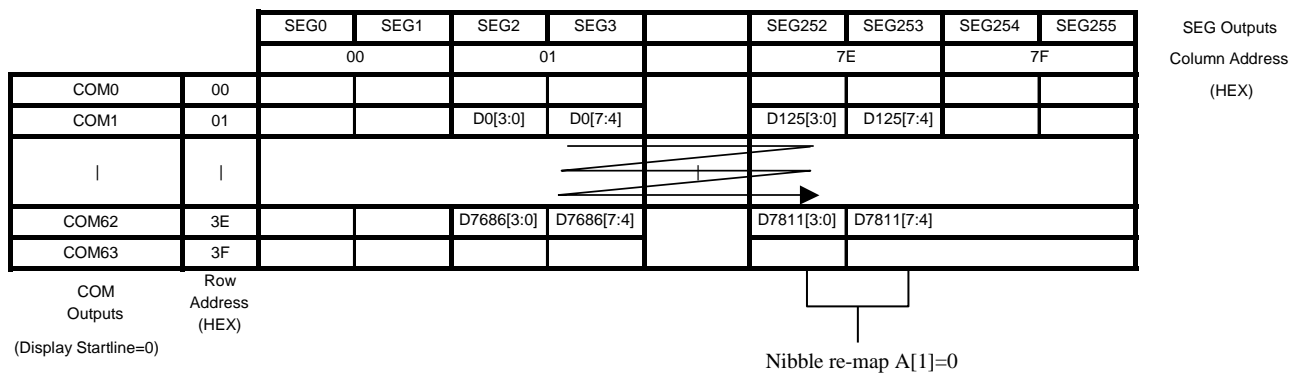 SEG0 SEG1 SEG2 SEG3 SEG252 SEG253 SEG254 SEG255 SEG Outputs
00 01 7E 7F Column Address
(HEX)
COM0 00
COM1 01 D0[3:0] D0[7:4] D125[3:0] D125[7:4]
| | |
COM62 3E D7686[3:0] D7686[7:4] D7811[3:0] D7811[7:4]
COM63 3F
COM
Outputs
(Display Startline=0)
Row
Address
(HEX)
Nibble re-map A[1]=0